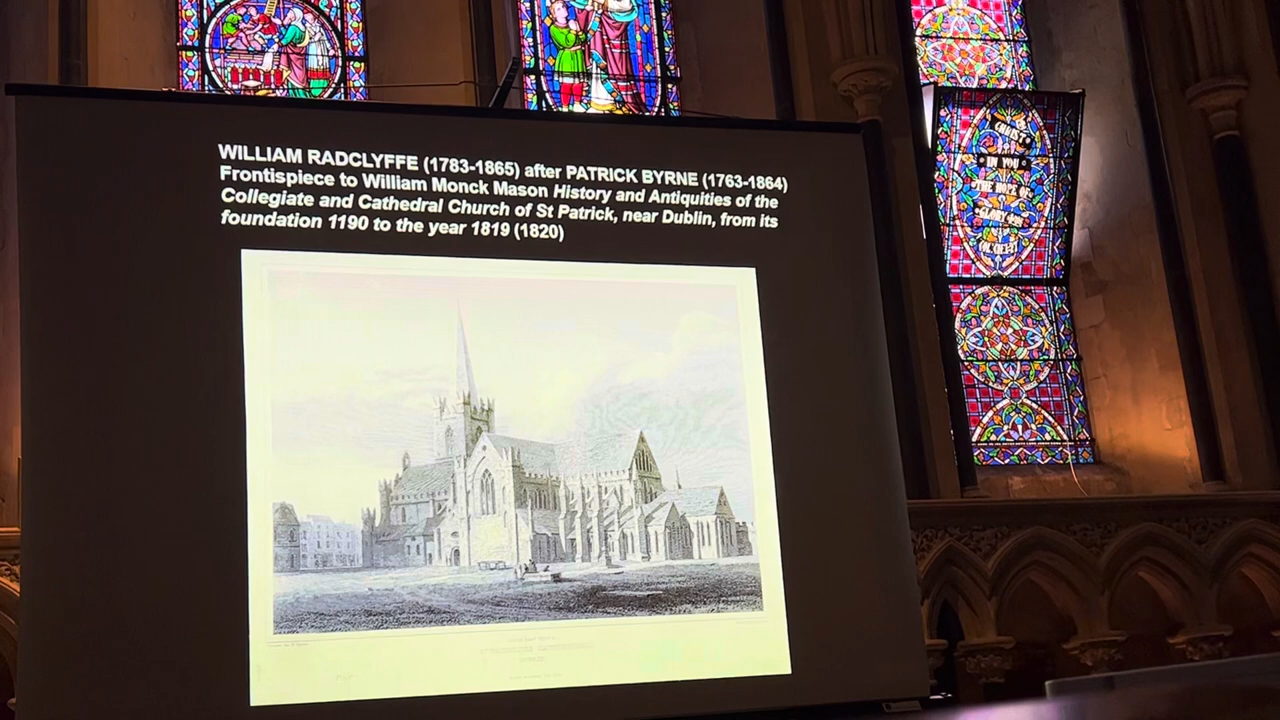 WILLIAM RADCLYFFE (1783-1865) after PATRICK BYRNE (1763-1864)
Frontispiece to William Monck Mason History and Antiquities of the
Collegiate and Cathedral Church of St Patrick, near Dublin, from its
foundation 1190 to the year 1819 (1820)
CHRIST
IN YOU
THE HOPE OF
GLORY